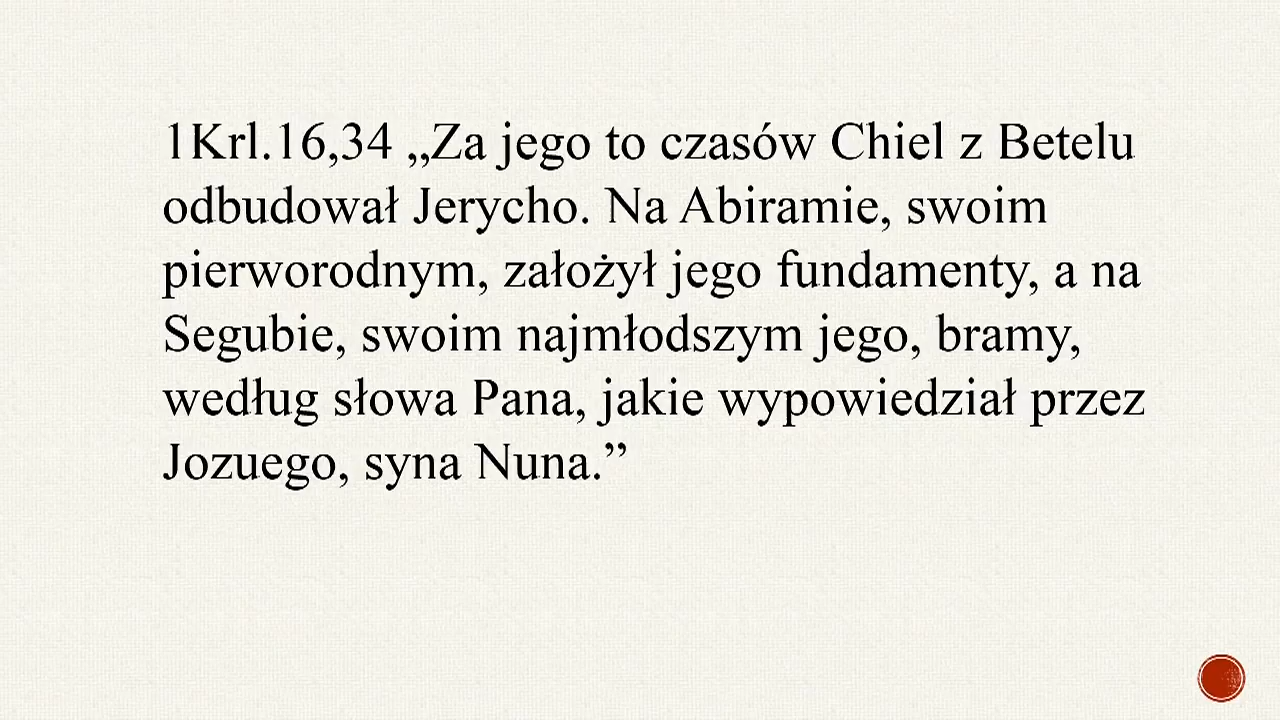 1Krl.16,34 „Za jego to czasów Chiel z Betelu
odbudował Jerycho. Na Abiramie, swoim
pierworodnym, założył jego fundamenty, a na
Segubie, swoim najmłodszym jego, bramy,
według słowa Pana, jakie wypowiedział przez
Jozuego, syna Nuna.”